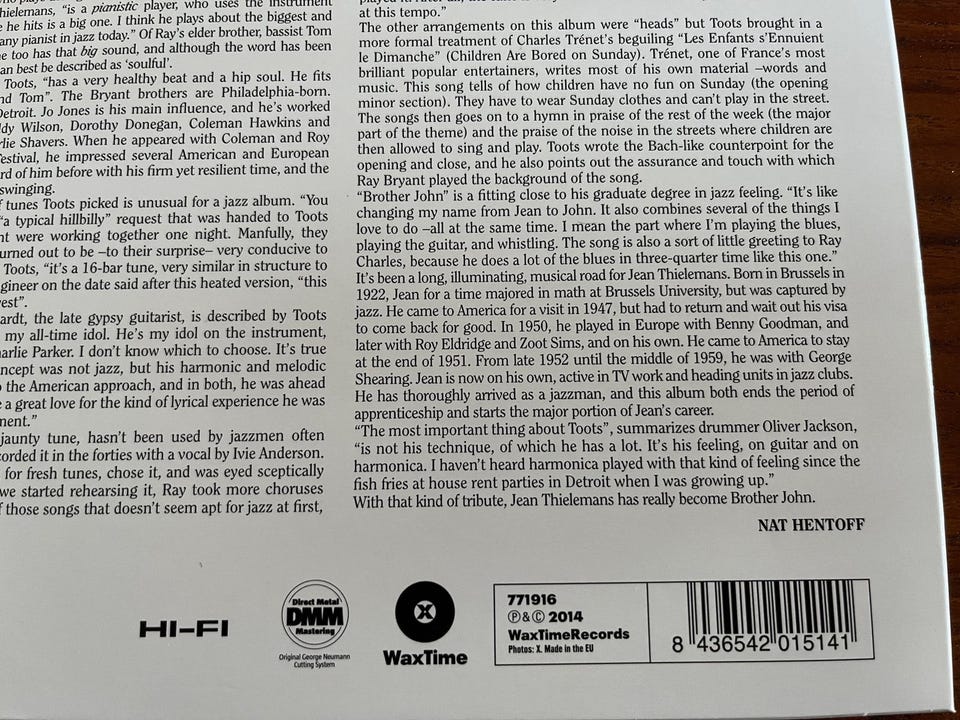 Thielemans, "is a pianistic player, who uses the instrument
e he hits is a big one. I think he plays about the biggest and
any pianist in jazz today." Of Ray's elder brother, bassist Tom
e too has that big sound, and although the word has been
an best be described as 'soulful'.
Toots, "has a very healthy beat and a hip soul. He fits
nd Tom". The Bryant brothers are Philadelphia-born.
Detroit. Jo Jones is his main influence, and he's worked
ddy Wilson, Dorothy Donegan, Coleman Hawkins and
rlie Shavers. When he appeared with Coleman and Roy
Festival, he impressed several American and European
rd of him before with his firm yet resilient time, and the
swinging.
f tunes Toots picked is unusual for a jazz album. "You
"a typical hillbilly" request that was handed to Toots
nt were working together one night. Manfully, they
urned out to be –to their surprise– very conducive to
Toots, "it's a 16-bar tune, very similar in structure to
ngineer on the date said after this heated version, "this
est".
ardt, the late gypsy guitarist, is described by Toots
my all-time idol. He's my idol on the instrument,
arlie Parker. I don't know which to choose. It's true
ncept was not jazz, but his harmonic and melodic
o the American approach, and in both, he was ahead
e a great love for the kind of lyrical experience he was
ment."
jaunty tune, hasn't been used by jazzmen often
corded it in the forties with a vocal by Ivie Anderson.
for fresh tunes, chose it, and was eyed sceptically
we started rehearsing it, Ray took more choruses
f those songs that doesn't seem apt for jazz at first,
at this tempo."
The other arrangements on this album were "heads" but Toots brought in a
more formal treatment of Charles Trénet's beguiling "Les Enfants s'Ennuient
le Dimanche" (Children Are Bored on Sunday). Trénet, one of France's most
brilliant popular entertainers, writes most of his own material –words and
music. This song tells of how children have no fun on Sunday (the opening
minor section). They have to wear Sunday clothes and can't play in the street.
The songs then goes on to a hymn in praise of the rest of the week (the major
part of the theme) and the praise of the noise in the streets where children are
then allowed to sing and play. Toots wrote the Bach-like counterpoint for the
opening and close, and he also points out the assurance and touch with which
Ray Bryant played the background of the song.
"Brother John" is a fitting close to his graduate degree in jazz feeling. "It's like
changing my name from Jean to John. It also combines several of the things I
love to do –all at the same time. I mean the part where I'm playing the blues,
playing the guitar, and whistling. The song is also a sort of little greeting to Ray
Charles, because he does a lot of the blues in three-quarter time like this one."
It's been a long, illuminating, musical road for Jean Thielemans. Born in Brussels in
1922, Jean for a time majored in math at Brussels University, but was captured by
jazz. He came to America for a visit in 1947, but had to return and wait out his visa
to come back for good. In 1950, he played in Europe with Benny Goodman, and
later with Roy Eldridge and Zoot Sims, and on his own. He came to America to stay
at the end of 1951. From late 1952 until the middle of 1959, he was with George
Shearing. Jean is now on his own, active in TV work and heading units in jazz clubs.
He has thoroughly arrived as a jazzman, and this album both ends the period of
apprenticeship and starts the major portion of Jean's career.
"The most important thing about Toots", summarizes drummer Oliver Jackson,
"is not his technique, of which he has a lot. It's his feeling, on guitar and on
harmonica. I haven't heard harmonica played with that kind of feeling since the
fish fries at house rent parties in Detroit when I was growing up."
With that kind of tribute, Jean Thielemans has really become Brother John.
NAT HENTOFF
HI-FI
Direct Metal
DMM
Mastering
Original George Neumann
Cutting System
X
WaxTime
771916
℗&© 2014
WaxTimeRecords
Photos: X. Made in the EU
8 436542 015141